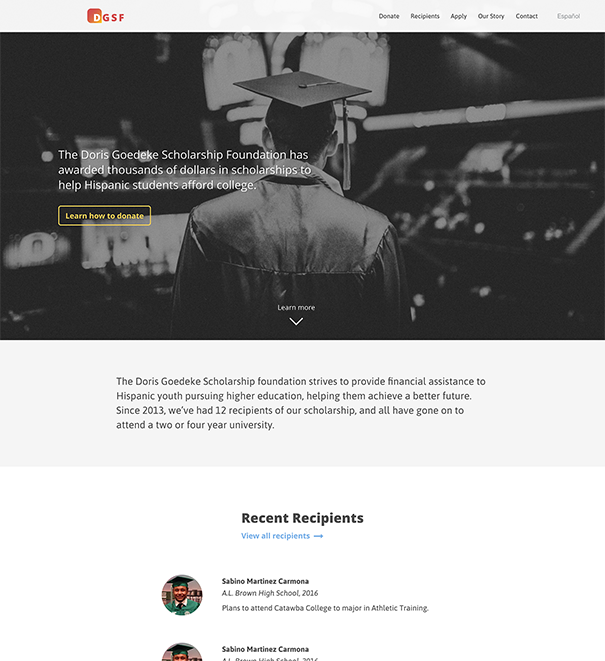 DGSF
Donate Recipients Apply Our Story Contact Español
The Doris Goedeke Scholarship Foundation has
awarded thousands of dollars in scholarships to
help Hispanic students afford college.
Learn how to donate
Learn more
The Doris Goedeke Scholarship foundation strives to provide financial assistance to
Hispanic youth pursuing higher education, helping them achieve a better future.
Since 2013, we've had 12 recipients of our scholarship, and all have gone on to
attend a two or four year university.
Recent Recipients
View all recipients
Sabino Martinez Carmona
A.L. Brown High School, 2016
Plans to attend Catawba College to major in Athletic Training.
Sabino Martinez Carmona
A.L. Brown High School, 2016